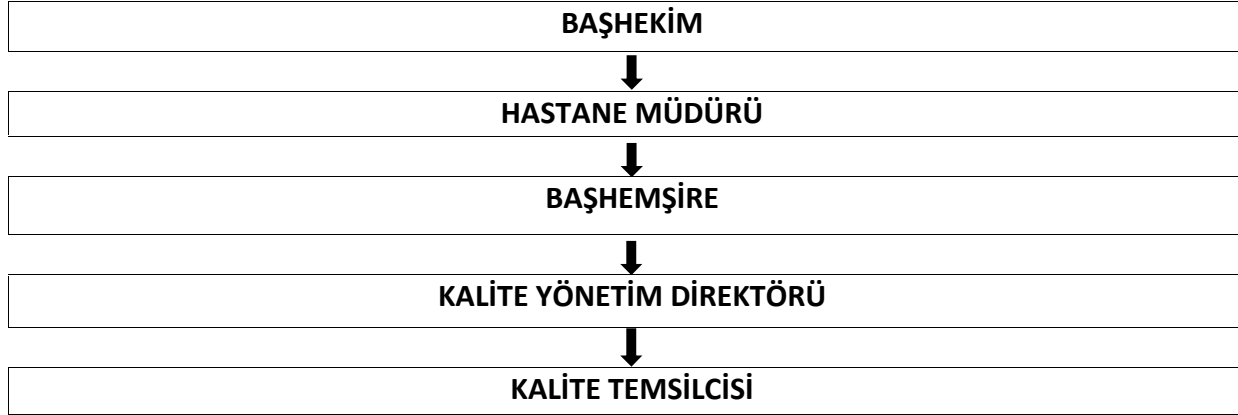 BAŞHEKİM
HASTANE MÜDÜRÜ
BAŞHEMŞİRE
KALİTE YÖNETİM DİREKTÖRÜ
KALİTE TEMSİLCİSİ